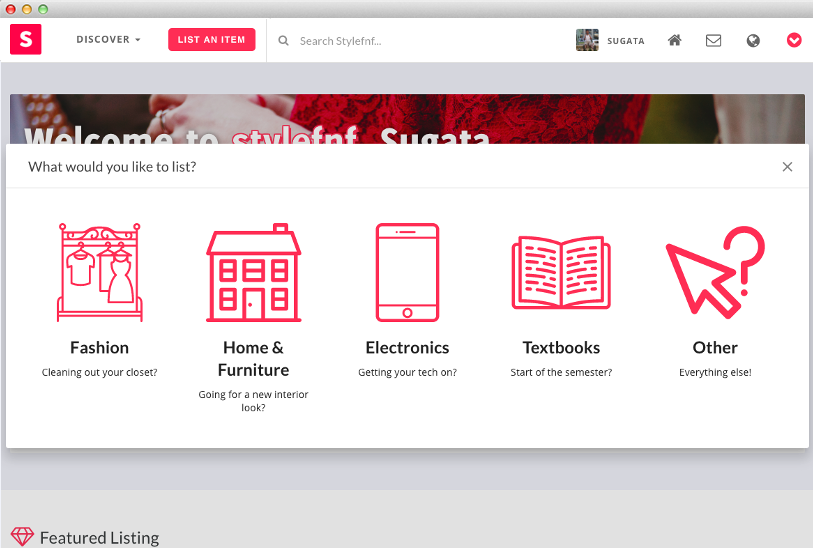 S
DISCOVER
LIST AN ITEM
Search Stylefnf...
SUGATA
Welcome to stylefnf, Sugata
What would you like to list?
Fashion
Cleaning out your closet?
Home &
Furniture
Going for a new interior
look?
Electronics
Getting your tech on?
Textbooks
Start of the semester?
Other
Everything else!
Featured Listing